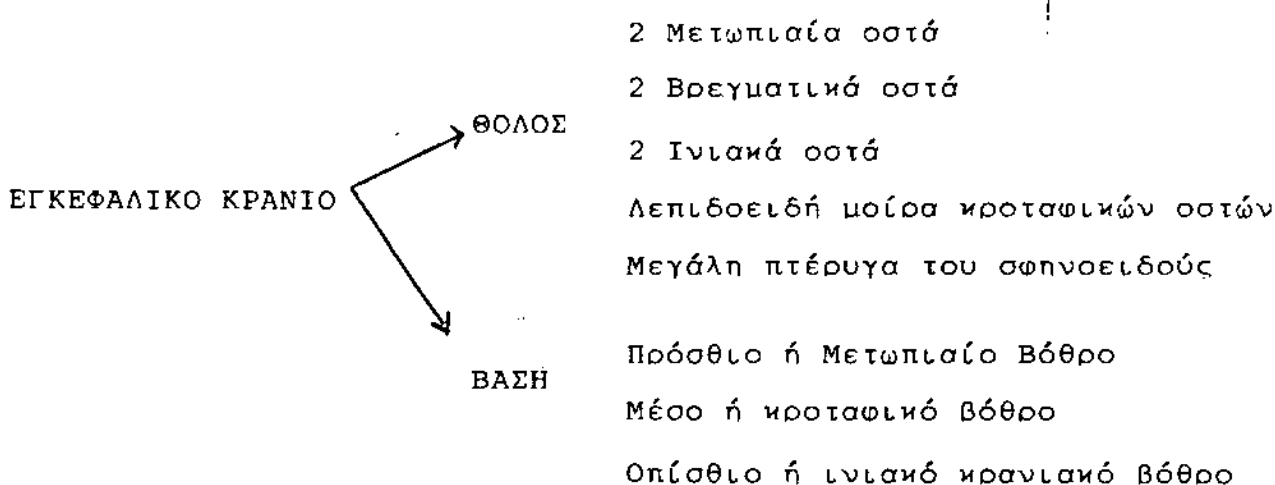 2 Μετωπιαία οστά
2 Βρεγματικά οστά
ΘΟΛΟΣ
2 Ινιακά οστά
ΕΓΚΕΦΑΛΙΚΟ ΚΡΑΝΙΟ
Λεπιδοειδή μοίρα κροταφικών οστών
Μεγάλη πτέρυγα του σφηνοειδούς
Πρόσθιο ή Μετωπιαίο Βόθρο
ΒΑΣΗ
Μέσο ή κροταφικό βόθρο
Οπίσθιο ή ινιακό κρανιακό βόθρο